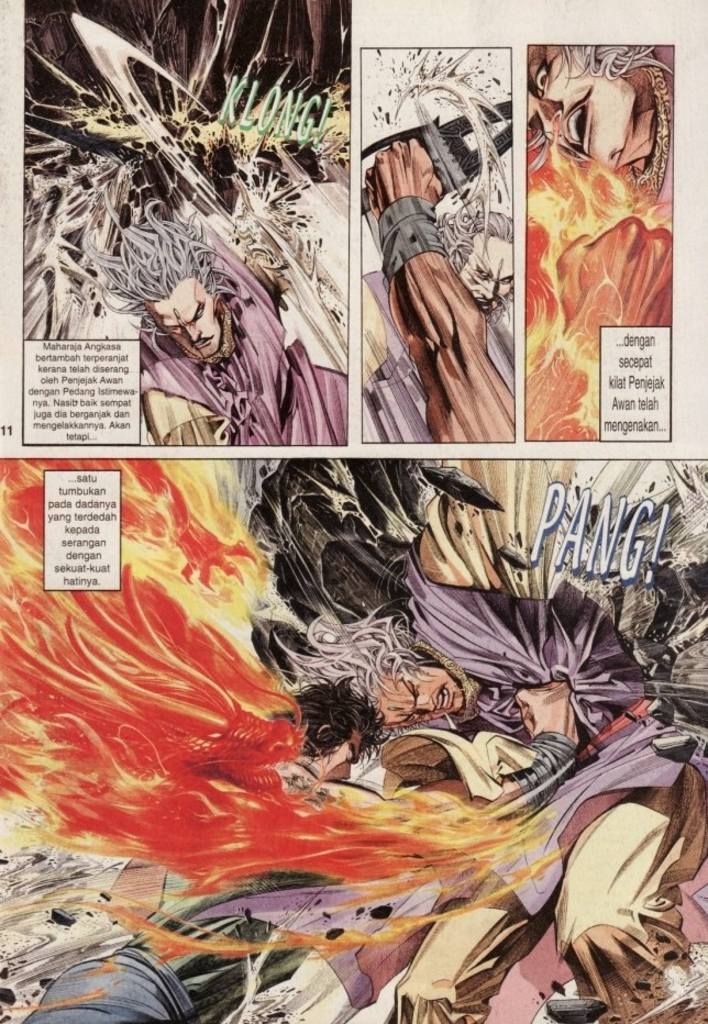 KLONG!
Maharaja Angkasa
bertambah terperanjat
kerana telah diserang
oleh Penjejak Awan
dengan Pedang Istimewa-
nya. Nasib baik sempat
juga dia berganjak dan
mengelakkannya. Akan
tetapi...
...dengan
secepat
kilat Penjejak
Awan telah
mengenakan...
11
...satu
tumbukan
pada dadanya
yang terdedah
kepada
serangan
dengan
sekuat-kuat
hatinya.
PANG!